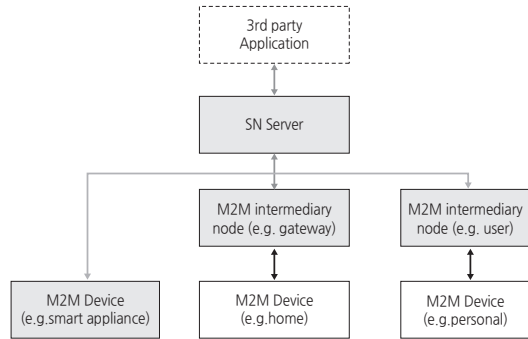 3rd party
Application
SN Server
M2M intermediary
node (e.g. gateway)
M2M intermediary
node (e.g. user)
M2M Device
(e.g.smart appliance)
M2M Device
(e.g.home)
M2M Device
(e.g.personal)